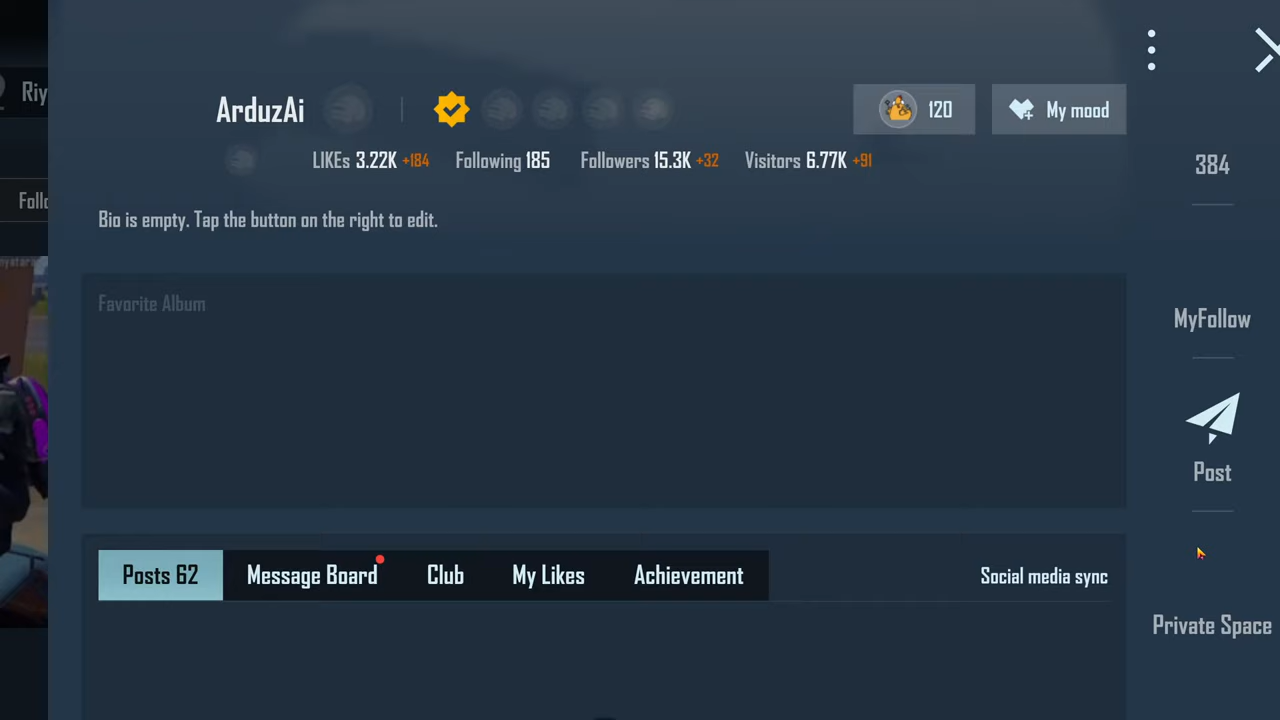 Riy
ArduzAi
120
My mood
LIKEs 3.22K +184 Following 185 Followers 15.3K +32 Visitors 6.77K +91
384
Bio is empty. Tap the button on the right to edit.
Favorite Album
MyFollow
Post
Posts 62 Message Board Club My Likes Achievement
Social media sync
Private Space